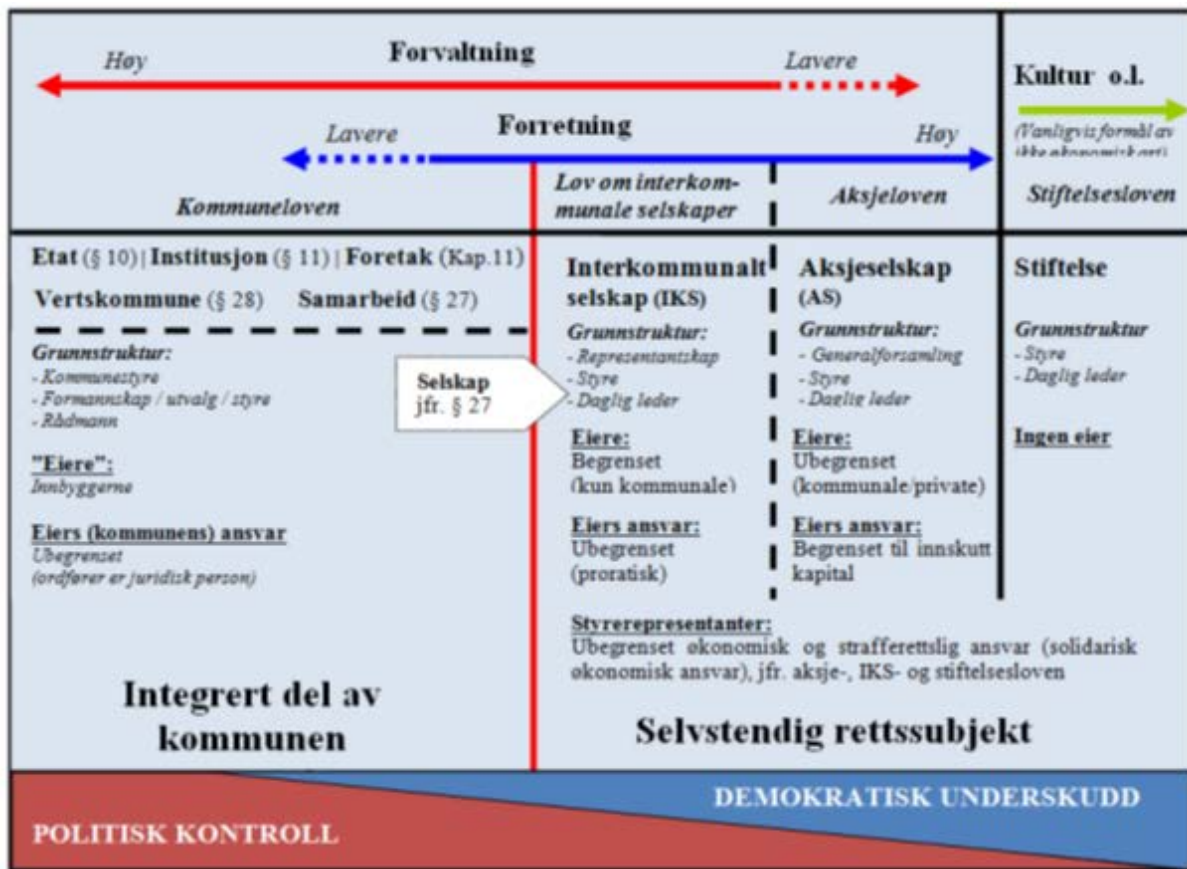 Høy
Forvaltning
Lavere
Lavere
Forretning
Høy
Kultur o.l.
(Vanligvis formål av
ikke økonomisk art)
Kommuneloven
Lov om interkom-
munale selskaper
Aksjeloven
Stiftelsesloven
Etat (§ 10) | Institusjon (§ 11) | Foretak (Kap.11)
Vertskommune (§ 28) Samarbeid (§ 27)
Grunnstruktur:
- Kommunestyre
- Formannskap / utvalg / styre
- Rådmann
"Eiere":
Innbyggerne
Eiers (kommunens) ansvar
Ubegrenset
(ordfører er juridisk person)
Selskap
jfr. § 27
Interkommunalt
selskap (IKS)
Grunnstruktur:
- Representantskap
- Styre
- Daglig leder
Eiere:
Begrenset
(kun kommunale)
Eiers ansvar:
Ubegrenset
(proratisk)
Aksjeselskap
(AS)
Grunnstruktur:
- Generalforsamling
- Styre
- Daglig leder
Eiere:
Ubegrenset
(kommunale/private)
Eiers ansvar:
Begrenset til innskutt
kapital
Stiftelse
Grunnstruktur
- Styre
- Daglig leder
Ingen eier
Styrerepresentanter:
Ubegrenset økonomisk og strafferettslig ansvar (solidarisk
økonomisk ansvar), jfr. aksje-, IKS- og stiftelsesloven
Integrert del av
kommunen
Selvstendig rettssubjekt
DEMOKRATISK UNDERSKUDD
POLITISK KONTROLL